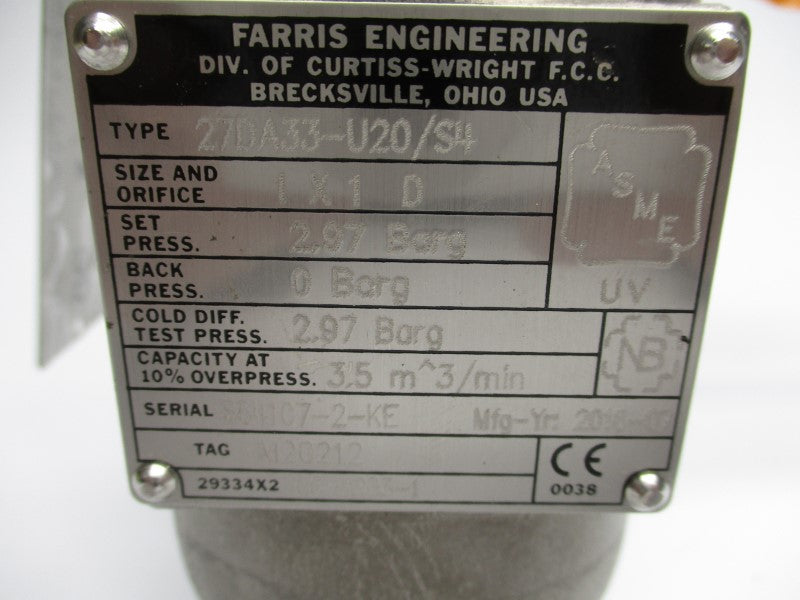 FARRIS ENGINEERING
DIV. OF CURTISS-WRIGHT F.C.C.
BRECKSVILLE, OHIO USA
TYPE 27DA33-U20/S4
SIZE AND ORIFICE 1 X 1 D
SET PRESS. 2.97 Barg
BACK PRESS. 0 Barg
ASME
UV
COLD DIFF. TEST PRESS. 2.97 Barg
CAPACITY AT 10% OVERPRESS. 3.5 m^3/min
NB
SERIAL Mfg-Yr:
TAG
CE
29334X2
0038